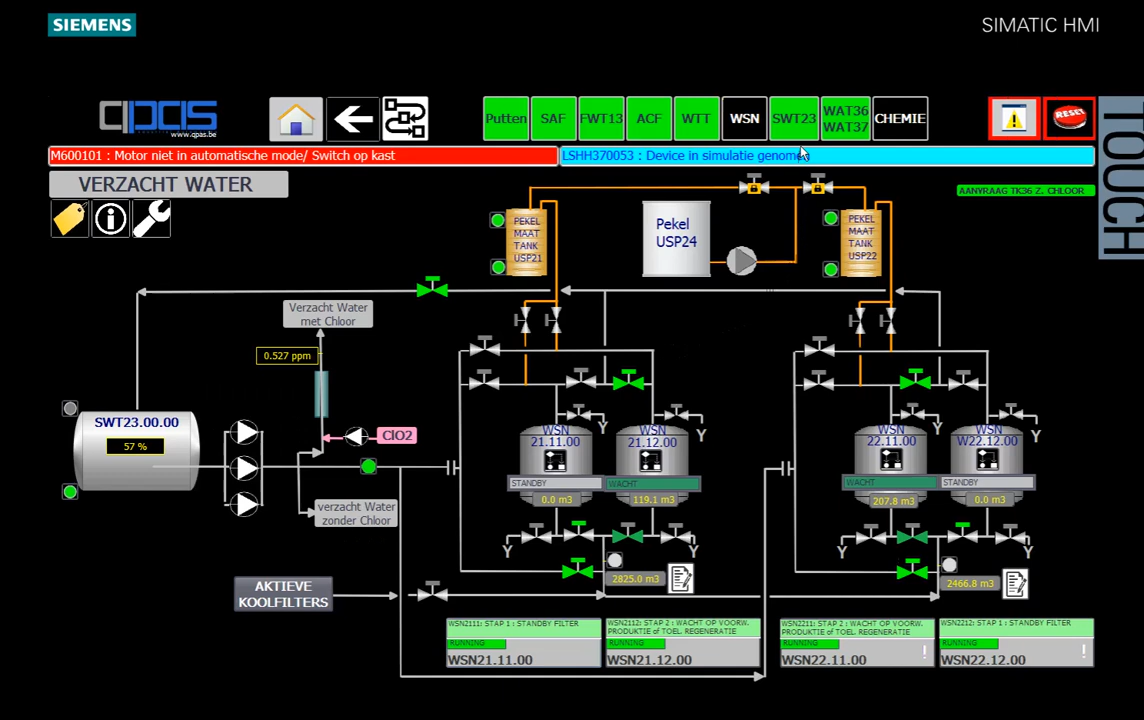 SIEMENS
SIMATIC HMI
qpas
www.qpas.be
Putten
SAF
FWT13
ACF
WTT
WSN
SWT23
WAT36
WAT37
CHEMIE
RESET
TOUCH
M600101 : Motor niet in automatische mode/ Switch op kast
LSHH370053 : Device in simulatie genomen
VERZACHT WATER
AANVRAAG TK36 Z. CHLOOR
PEKEL
MAAT
TANK
USP21
Pekel
USP24
PEKEL
MAAT
TANK
USP22
Verzacht Water
met Chloor
0.527 ppm
SWT23.00.00
57 %
ClO2
verzacht Water
zonder Chloor
WSN
21.11.00
STANDBY
0.0 m3
WSN
21.12.00
WACHT
119.1 m3
WSN
22.11.00
WACHT
207.8 m3
W22.12.00
STANDBY
0.0 m3
Y
Y
Y
Y
Y
Y
Y
Y
2825.0 m3
2466.8 m3
AKTIEVE
KOOLFILTERS
WSN2111: STAP 1 : STANDBY FILTER
RUNNING
WSN21.11.00
WSN2112: STAP 2 : WACHT OP VOORW.
PRODUKTIE of TOEL. REGENERATIE
RUNNING
WSN21.12.00
WSN2211: STAP 2 : WACHT OP VOORW.
PRODUKTIE of TOEL. REGENERATIE
RUNNING
!
WSN22.11.00
WSN2212: STAP 1 : STANDBY FILTER
RUNNING
!
WSN22.12.00